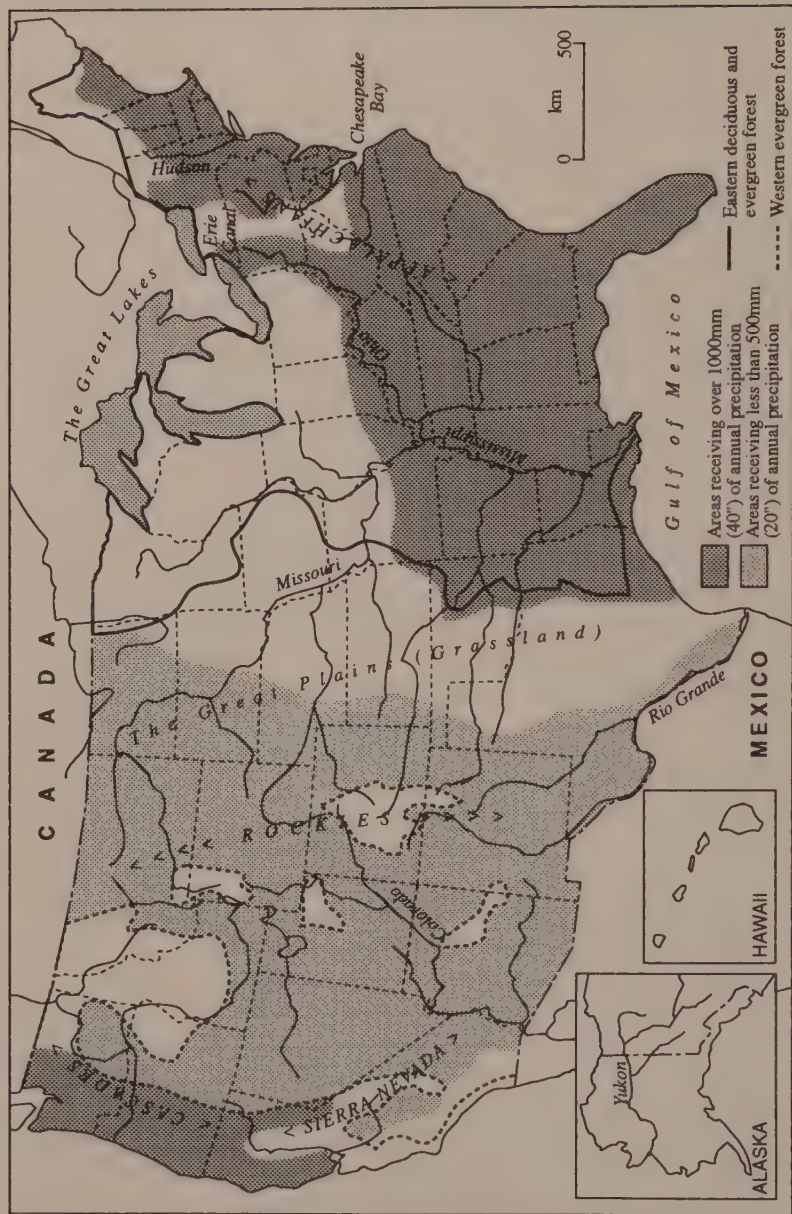 CANADA
The Great Lakes
Hudson
Erie
Canal
Chesapeake
Bay
APPALACHIANS
Ohio
Mississippi
Missouri
The Great Plains (Grassland)
ROCKIES
Colorado
CASCADES
SIERRA NEVADA
Rio Grande
MEXICO
Gulf of Mexico
km
0 500
Areas receiving over 1000mm
(40") of annual precipitation
Areas receiving less than 500mm
(20") of annual precipitation
Eastern deciduous and
evergreen forest
Western evergreen forest
Yukon
ALASKA
HAWAII